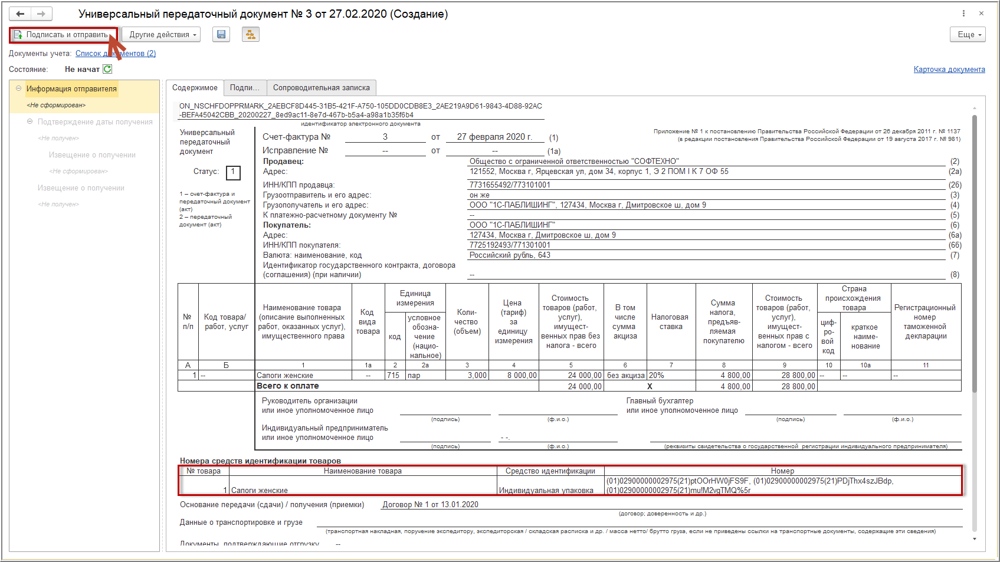 Универсальный передаточный документ № 3 от 27.02.2020 (Создание)
Подписать и отправить
Другие действия
Еще
Документы учета: Список документов (2)
Состояние: Не начат
Карточка документа
Информация отправителя
<Не сформирован>
Подтверждение даты получения
<Не получен>
Извещение о получении
<Не сформирован>
Извещение о получении
<Не получен>
Содержимое
Подпи...
Сопроводительная записка
ON_NSCHFDOPPRMARK_2AEBCF8D445-31B5-421F-A750-105DD0CDB8E3_2AE219A9D61-9843-4D88-92AC
-BEFA45042CBB_20200227_8ed9ac11-8e7d-467b-b5a4-a98a1b35f6b4
идентификатор электронного документа
Универсальный
передаточный
документ
Статус: 1
1 – счет-фактура и
передаточный документ
(акт)
2 – передаточный
документ (акт)
Приложение № 1 к постановлению Правительства Российской Федерации от 26 декабря 2011 г. № 1137
(в редакции постановления Правительства Российской Федерации от 19 августа 2017 г. № 981)
Счет-фактура № 3 от 27 февраля 2020 г. (1)
Исправление № -- от -- (1а)
Продавец: Общество с ограниченной ответственностью "СОФТЕХНО" (2)
Адрес: 121552, Москва г, Ярцевская ул, дом 34, корпус 1, Э 2 ПОМ I К 7 ОФ 55 (2а)
ИНН/КПП продавца: 7731655492/773101001 (2б)
Грузоотправитель и его адрес: он же (3)
Грузополучатель и его адрес: ООО "1С-ПАБЛИШИНГ", 127434, Москва г, Дмитровское ш, дом 9 (4)
К платежно-расчетному документу № -- (5)
Покупатель: ООО "1С-ПАБЛИШИНГ" (6)
Адрес: 127434, Москва г, Дмитровское ш, дом 9 (6а)
ИНН/КПП покупателя: 7725192493/771301001 (6б)
Валюта: наименование, код Российский рубль, 643 (7)
Идентификатор государственного контракта, договора
(соглашения) (при наличии) -- (8)
№
п/п
Код товара/
работ, услуг
Наименование товара
(описание выполненных
работ, оказанных услуг),
имущественного права
Код
вида
товара
Единица
измерения
код
условное
обозна-
чение
(нацио-
нальное)
Коли-
чество
(объем)
Цена
(тариф)
за
единицу
измерения
Стоимость
товаров (работ,
услуг),
имущест-
венных прав без
налога - всего
В том
числе
сумма
акциза
Налоговая
ставка
Сумма
налога,
предъяв-
ляемая
покупателю
Стоимость
товаров (работ,
услуг),
имущест-
венных прав с
налогом - всего
Страна
происхождения
товара
циф-
ро-
вой
код
краткое
наиме-
нование
Регистрационный
номер
таможенной
декларации
А Б 1 1а 2 2а 3 4 5 6 7 8 9 10 10а 11
1 -- Сапоги женские -- 715 пар 3,000 8 000,00 24 000,00 без акциза 20% 4 800,00 28 800,00 -- -- --
Всего к оплате 24 000,00 Х 4 800,00 28 800,00
Руководитель организации
или иное уполномоченное лицо
(подпись) (ф.и.о.)
Главный бухгалтер
или иное уполномоченное лицо
(подпись) (ф.и.о.)
Индивидуальный предприниматель
или иное уполномоченное лицо - -.
(подпись) (ф.и.о.) (реквизиты свидетельства о государственной регистрации индивидуального предпринимателя)
Номера средств идентификации товаров
№ товара Наименование товара Средство идентификации Номер
1 Сапоги женские Индивидуальная упаковка
(01)02900000002975(21)ptOOrHW0jFS9F, (01)02900000002975(21)PDjThx4szJBdp,
(01)02900000002975(21)mu!M2vgTMQ%5r
Основание передачи (сдачи) / получения (приемки) Договор № 1 от 13.01.2020
(договор; доверенность и др.)
Данные о транспортировке и грузе
(транспортная накладная, поручение экспедитору, экспедиторская / складская расписка и др. / масса нетто/ брутто груза, если не приведены ссылки на транспортные документы, содержащие эти сведения)
Документы, подтверждающие отгрузку --